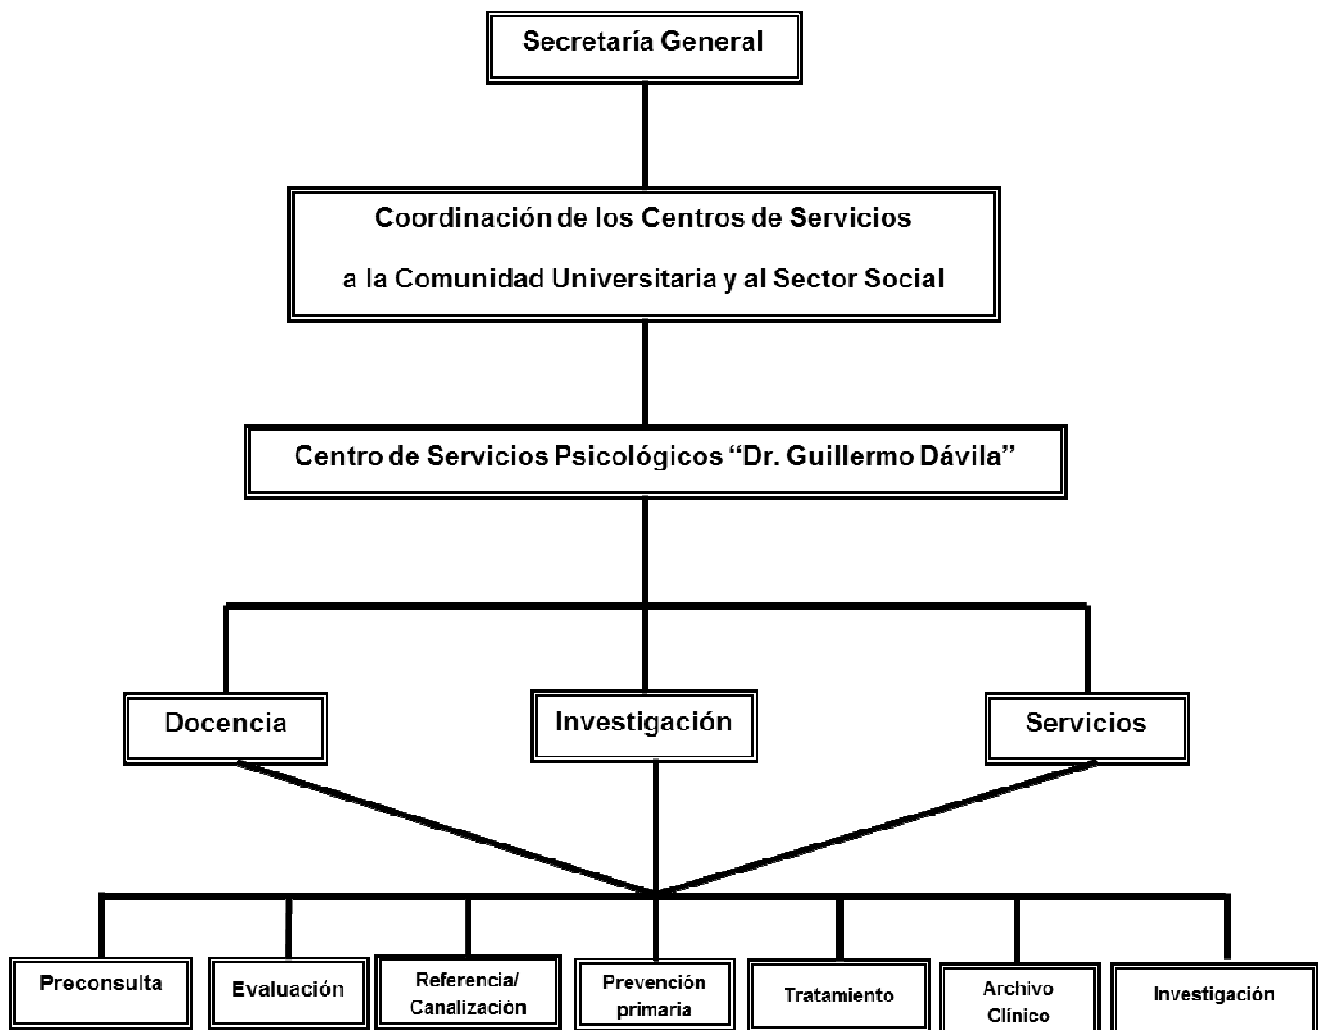 Secretaría General
Coordinación de los Centros de Servicios
a la Comunidad Universitaria y al Sector Social
Centro de Servicios Psicológicos “Dr. Guillermo Dávila”
Docencia
Investigación
Servicios
Preconsulta
Evaluación
Referencia/
Canalización
Prevención
primaria
Tratamiento
Archivo
Clínico
Investigación